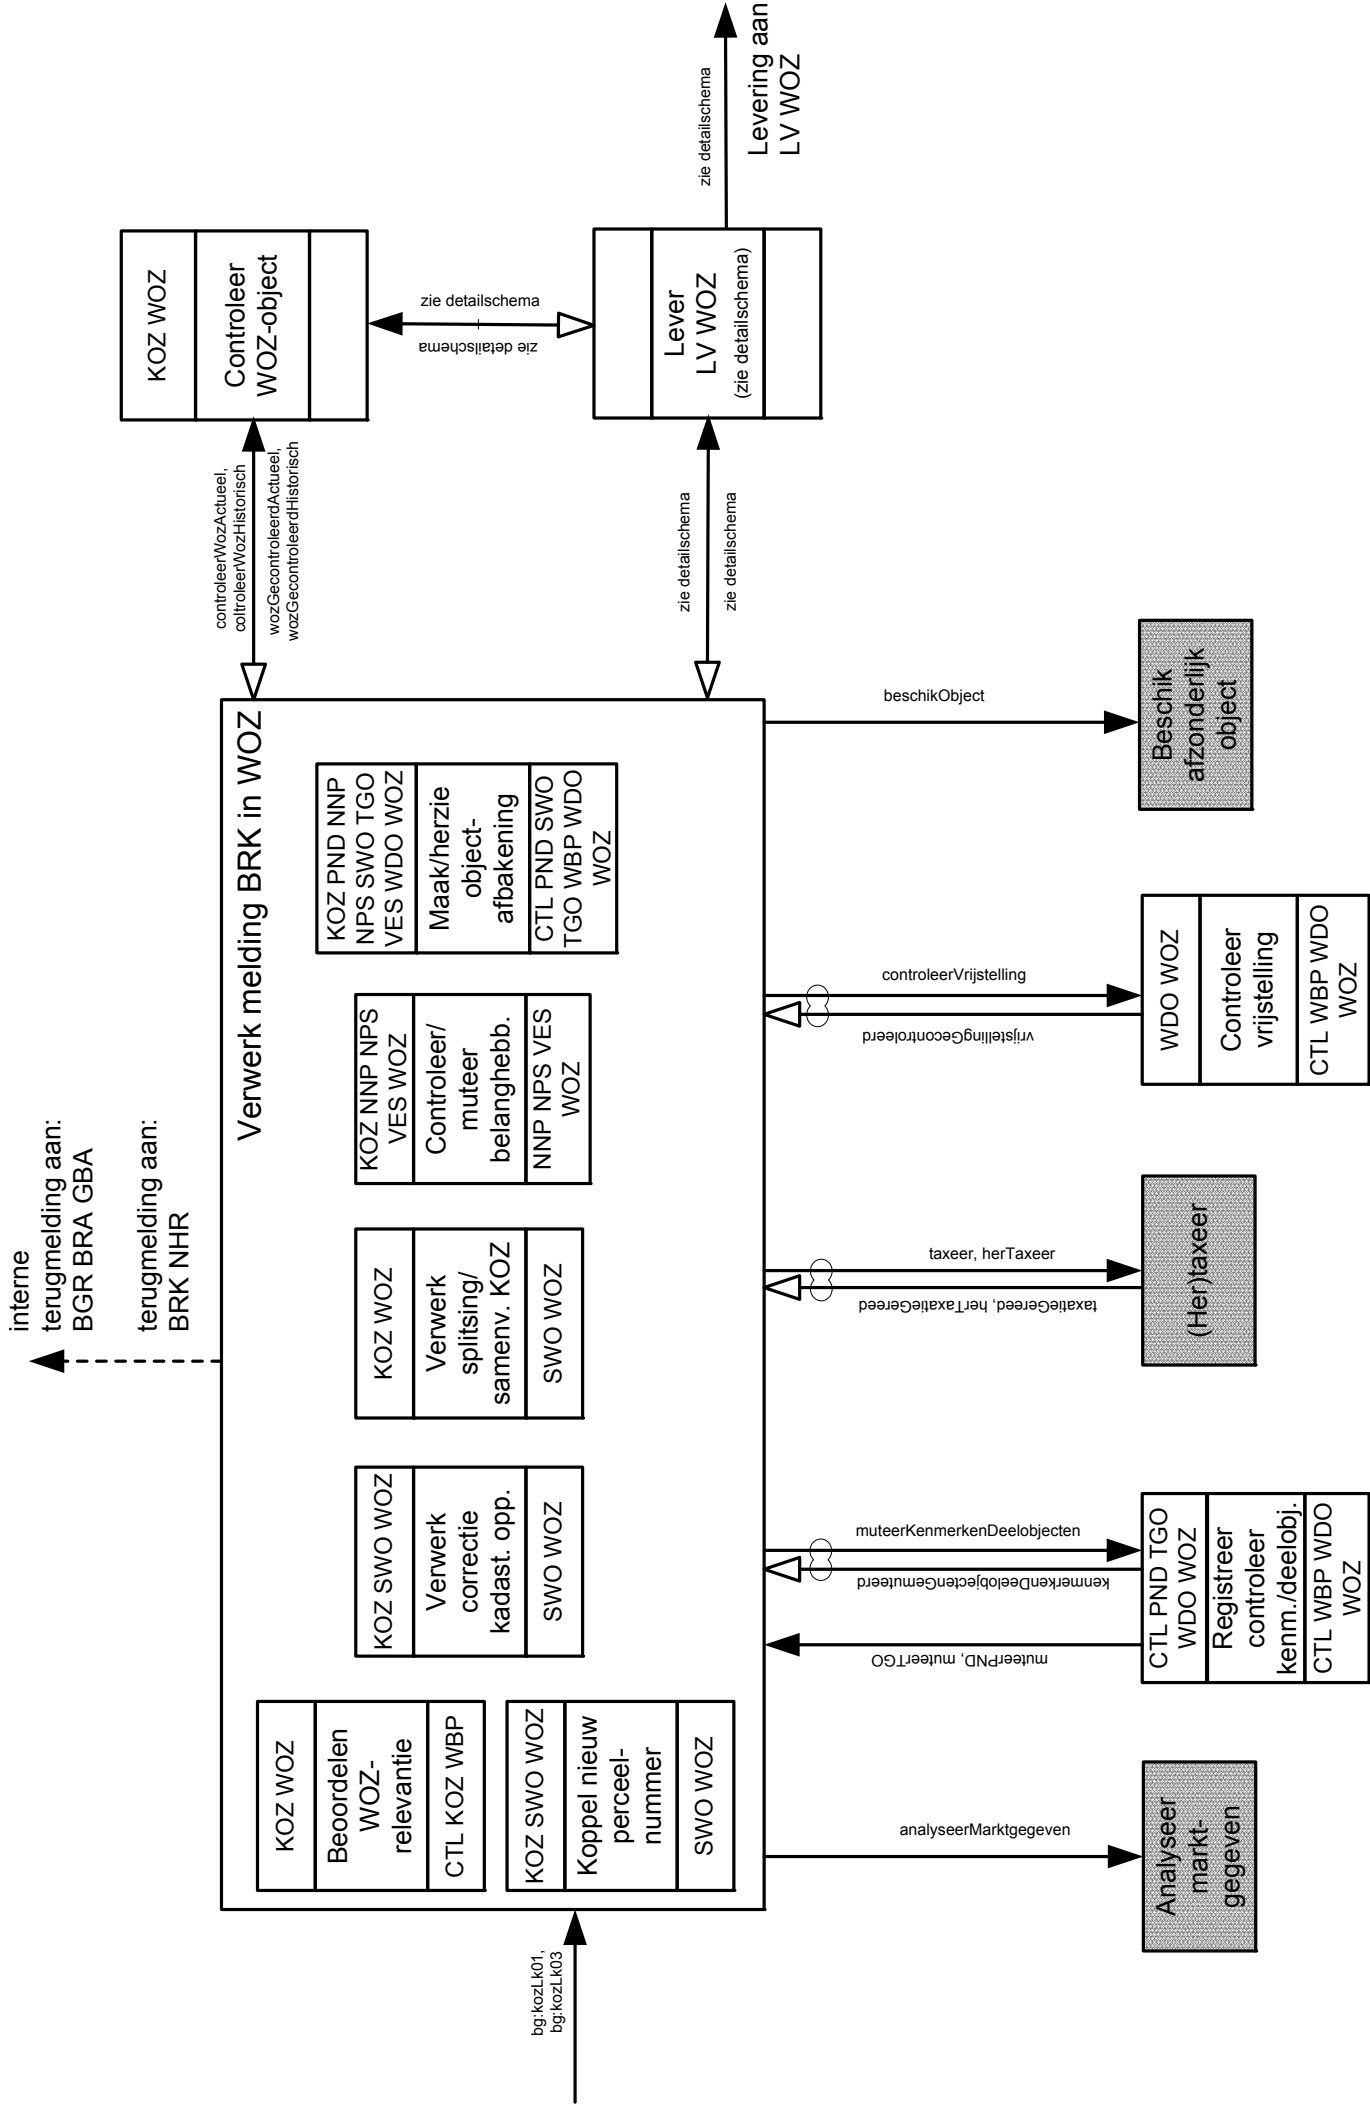 interne
terugmelding aan:
BGR BRA GBA
terugmelding aan:
BRK NHR
Verwerk melding BRK in WOZ
bg:kozLk01,
bg:kozLk03
KOZ WOZ
Beoordelen
WOZ-
relevantie
CTL KOZ WBP
KOZ SWO WOZ
Koppel nieuw
perceel-
nummer
SWO WOZ
KOZ SWO WOZ
Verwerk
correctie
kadast. opp.
SWO WOZ
KOZ WOZ
Verwerk
splitsing/
samenv. KOZ
SWO WOZ
KOZ NNP NPS
VES WOZ
Controleer/
muteer
belanghebb.
NNP NPS VES
WOZ
KOZ PND NNP
NPS SWO TGO
VES WDO WOZ
Maak/herzie
object-
afbakening
CTL PND SWO
TGO WBP WDO
WOZ
controleerWozActueel,
coltroleerWozHistorisch
wozGecontroleerdActueel,
wozGecontroleerdHistorisch
KOZ WOZ
Controleer
WOZ-object
zie detailschema
zie detailschema
zie detailschema
zie detailschema
Lever
LV WOZ
(zie detailschema)
zie detailschema
Levering aan
LV WOZ
analyseerMarktgegeven
Analyseer
markt-
gegeven
muteerPND, muteerTGO
kenmerkenDeelobjectenGemuteerd
muteerKenmerkenDeelobjecten
CTL PND TGO
WDO WOZ
Registreer
controleer
kenm./deelobj.
CTL WBP WDO
WOZ
taxatieGereed, herTaxatieGereed
taxeer, herTaxeer
(Her)taxeer
vrijstellingGecontroleerd
controleerVrijstelling
WDO WOZ
Controleer
vrijstelling
CTL WBP WDO
WOZ
beschikObject
Beschik
afzonderlijk
object